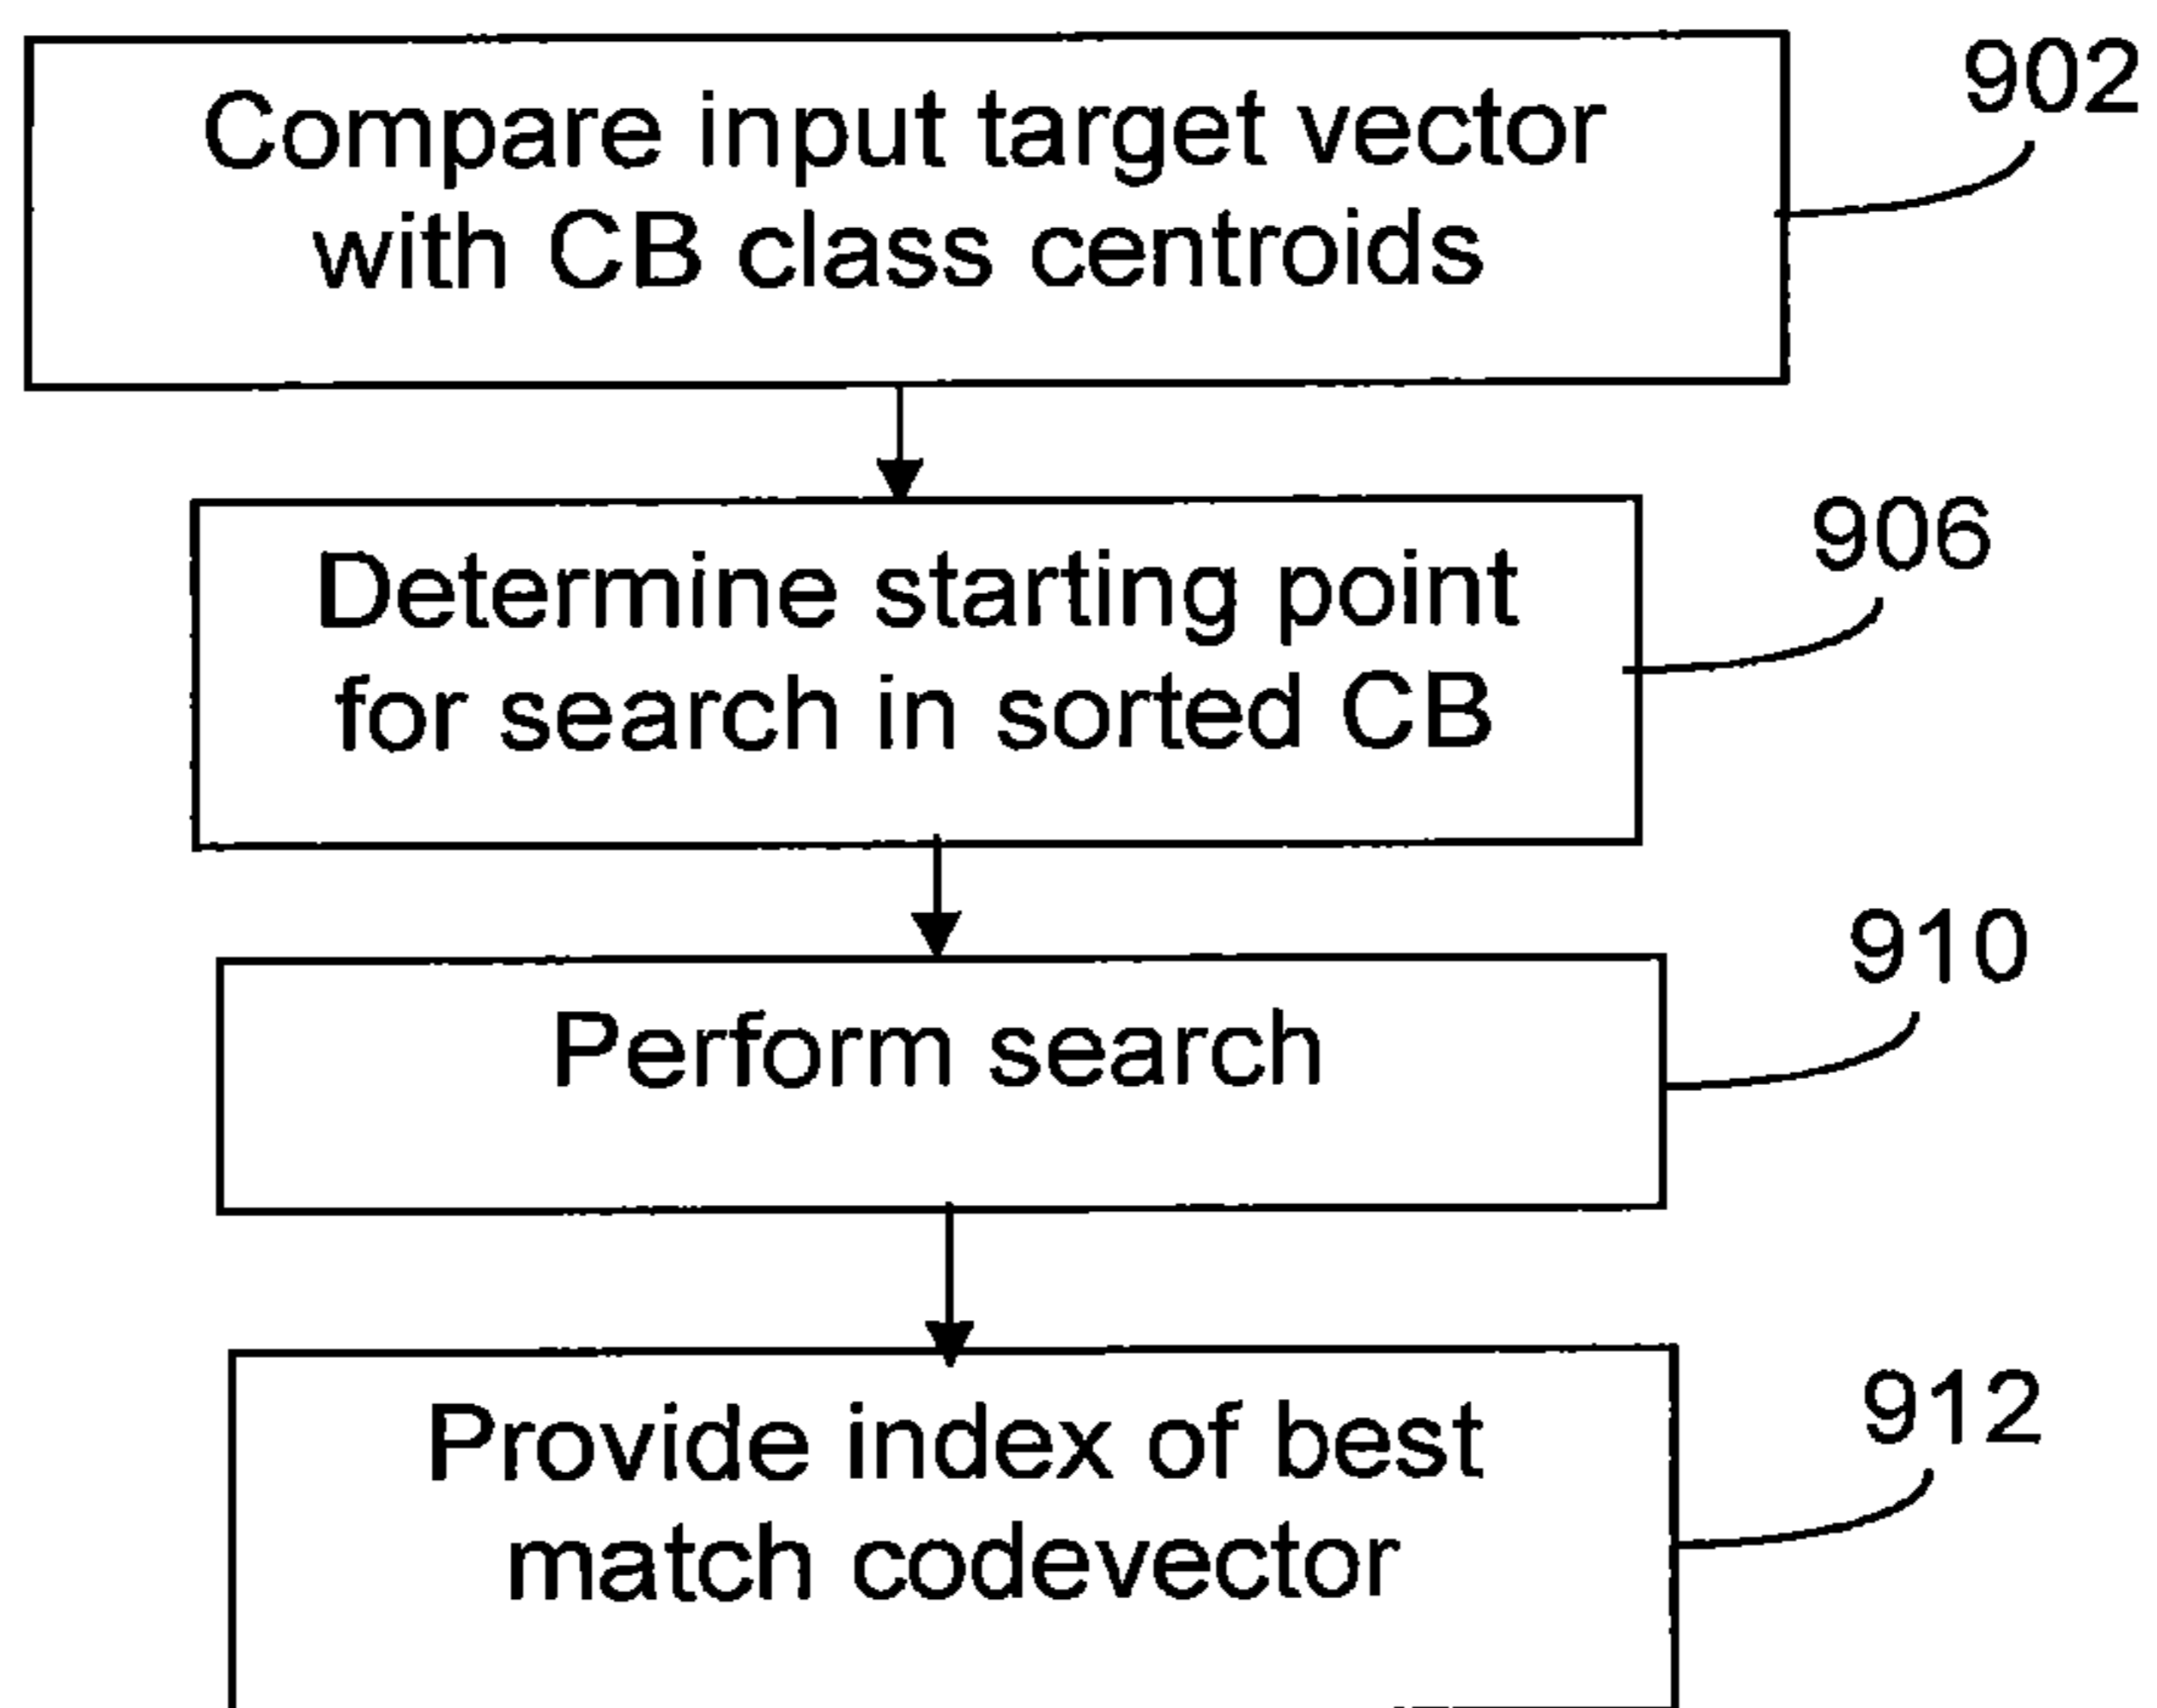 Compare input target vector
with CB class centroids
902
Determine starting point
for search in sorted CB
906
Perform search
910
Provide index of best
match codevector
912